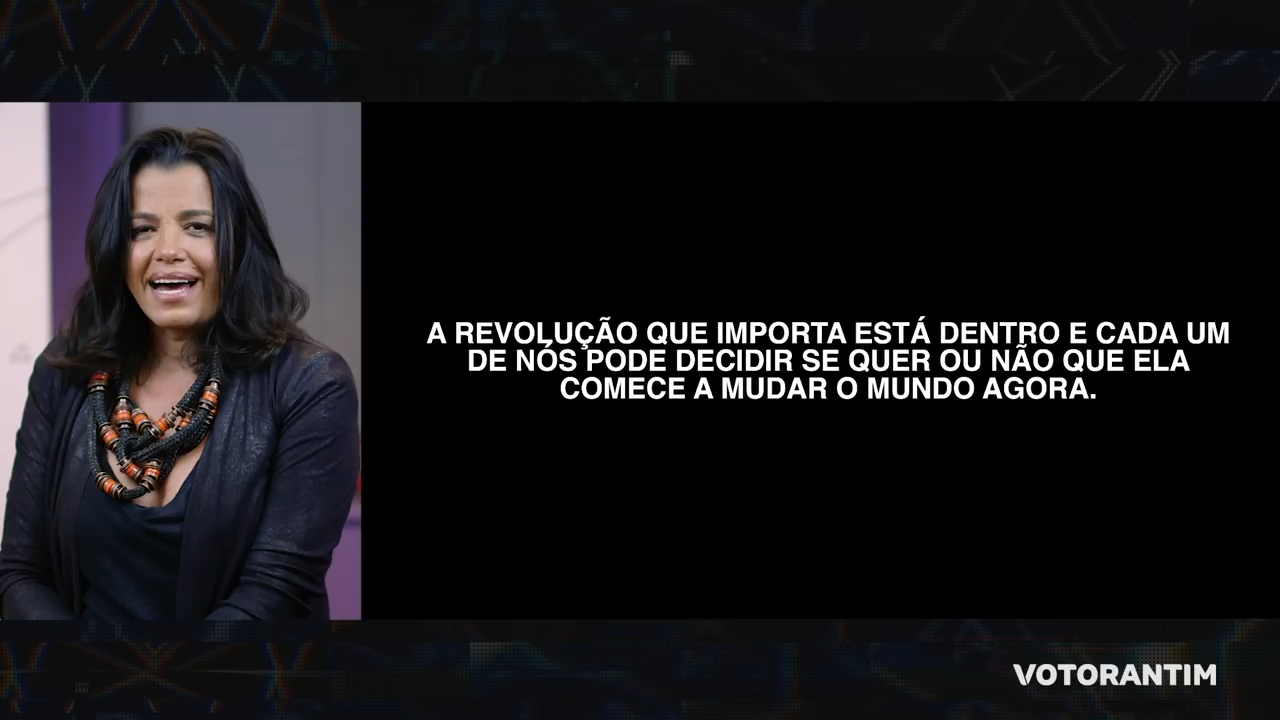 A REVOLUÇÃO QUE IMPORTA ESTÁ DENTRO E CADA UM
DE NÓS PODE DECIDIR SE QUER OU NÃO QUE ELA
COMECE A MUDAR O MUNDO AGORA.
VOTORANTIM